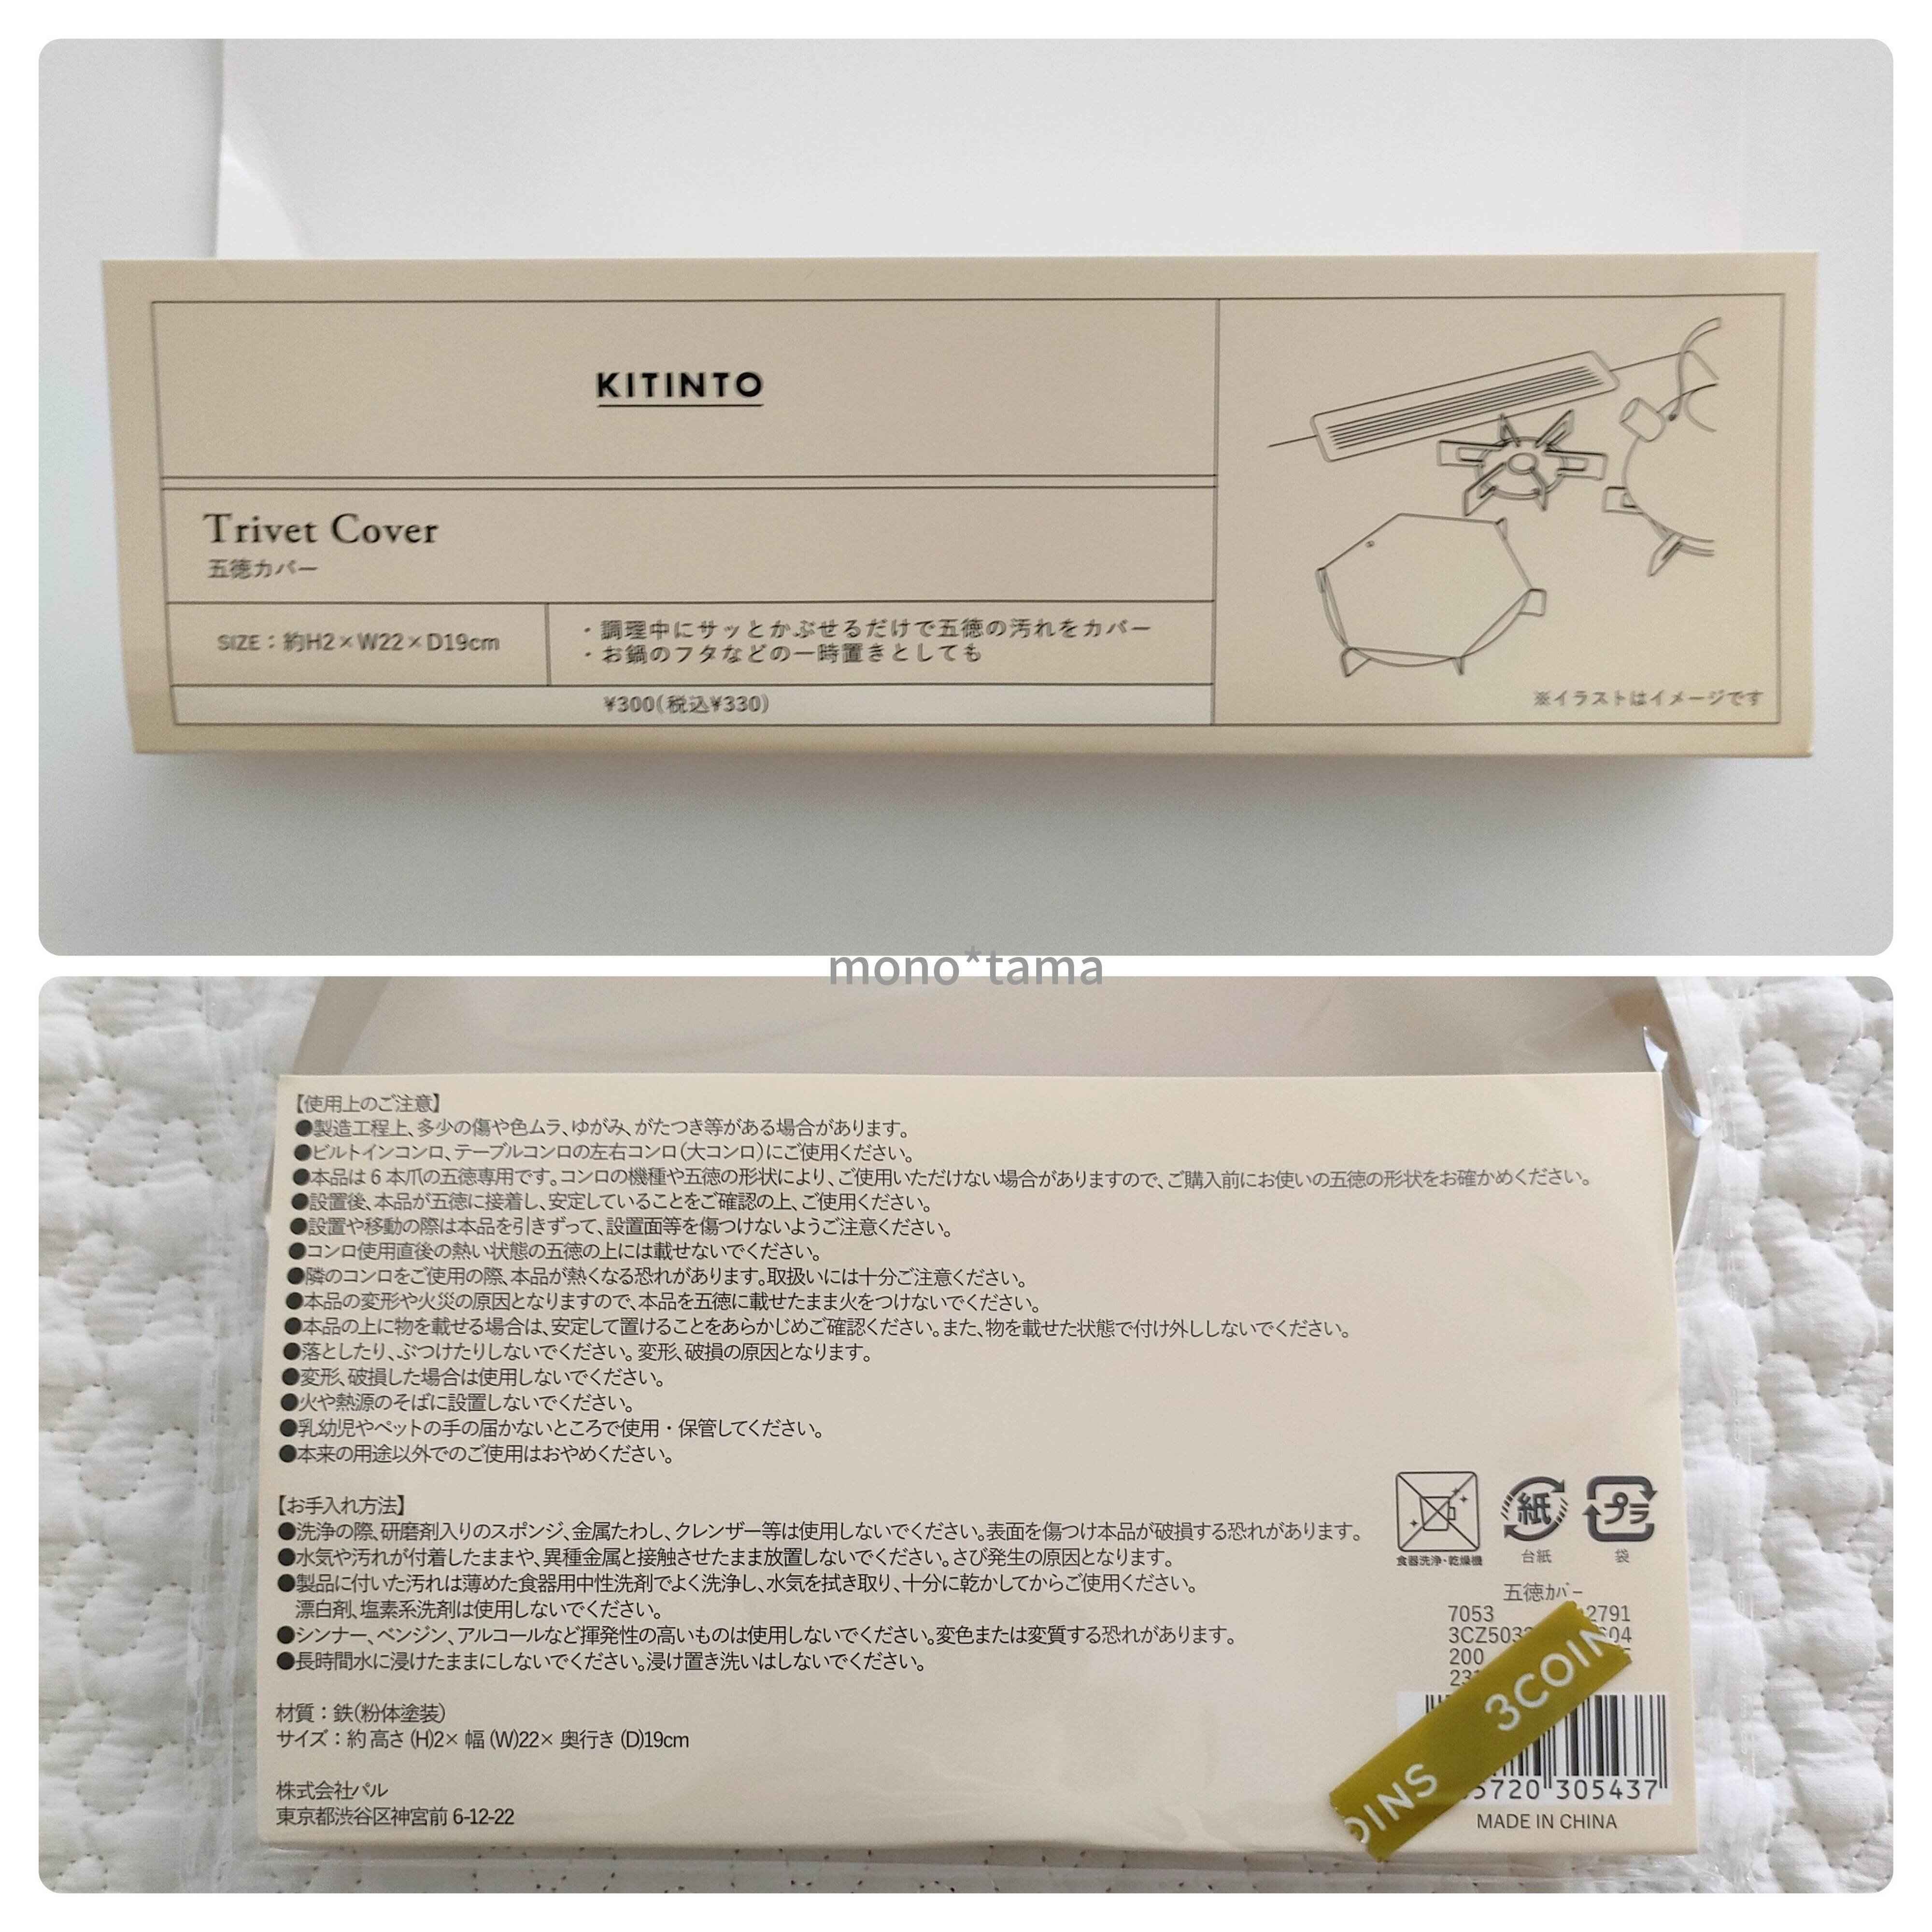 KITINTO
Trivet Cover
五徳カバー
SIZE：約H2×W22×D19cm
・調理中にサッとかぶせるだけで五徳の汚れをカバー
・お鍋のフタなどの一時置きとしても
¥300(税込¥330)
※イラストはイメージです
mono*tama
【使用上のご注意】
●製造工程上、多少の傷や色ムラ、ゆがみ、がたつき等がある場合があります。
●ビルトインコンロ、テーブルコンロの左右コンロ(大コンロ)にご使用ください。
●本品は 6 本爪の五徳専用です。コンロの機種や五徳の形状により、ご使用いただけない場合がありますので、ご購入前にお使いの五徳の形状をお確かめください。
●設置後、本品が五徳に接着し、安定していることをご確認の上、ご使用ください。
●設置や移動の際は本品を引きずって、設置面等を傷つけないようご注意ください。
●コンロ使用直後の熱い状態の五徳の上には載せないでください。
●隣のコンロをご使用の際、本品が熱くなる恐れがあります。取扱いには十分ご注意ください。
●本品の変形や火災の原因となりますので、本品を五徳に載せたまま火をつけないでください。
●本品の上に物を載せる場合は、安定して置けることをあらかじめご確認ください。また、物を載せた状態で付け外ししないでください。
●落としたり、ぶつけたりしないでください。変形、破損の原因となります。
●変形、破損した場合は使用しないでください。
●火や熱源のそばに設置しないでください。
●乳幼児やペットの手の届かないところで使用・保管してください。
●本来の用途以外でのご使用はおやめください。
【お手入れ方法】
●洗浄の際、研磨剤入りのスポンジ、金属たわし、クレンザー等は使用しないでください。表面を傷つけ本品が破損する恐れがあります。
●水気や汚れが付着したままや、異種金属と接触させたまま放置しないでください。さび発生の原因となります。
●製品に付いた汚れは薄めた食器用中性洗剤でよく洗浄し、水気を拭き取り、十分に乾かしてからご使用ください。
漂白剤、塩素系洗剤は使用しないでください。
●シンナー、ベンジン、アルコールなど揮発性の高いものは使用しないでください。変色または変質する恐れがあります。
●長時間水に浸けたままにしないでください。浸け置き洗いはしないでください。
材質：鉄(粉体塗装)
サイズ：約 高さ (H)2× 幅 (W)22× 奥行き (D)19cm
株式会社パル
東京都渋谷区神宮前 6-12-22
紙 プラ
食器洗浄・乾燥機 台紙 袋
五徳ｶﾊﾞｰ
7053 2791
3CZ503 604
200
3COIN
OINS
5720 305437
MADE IN CHINA